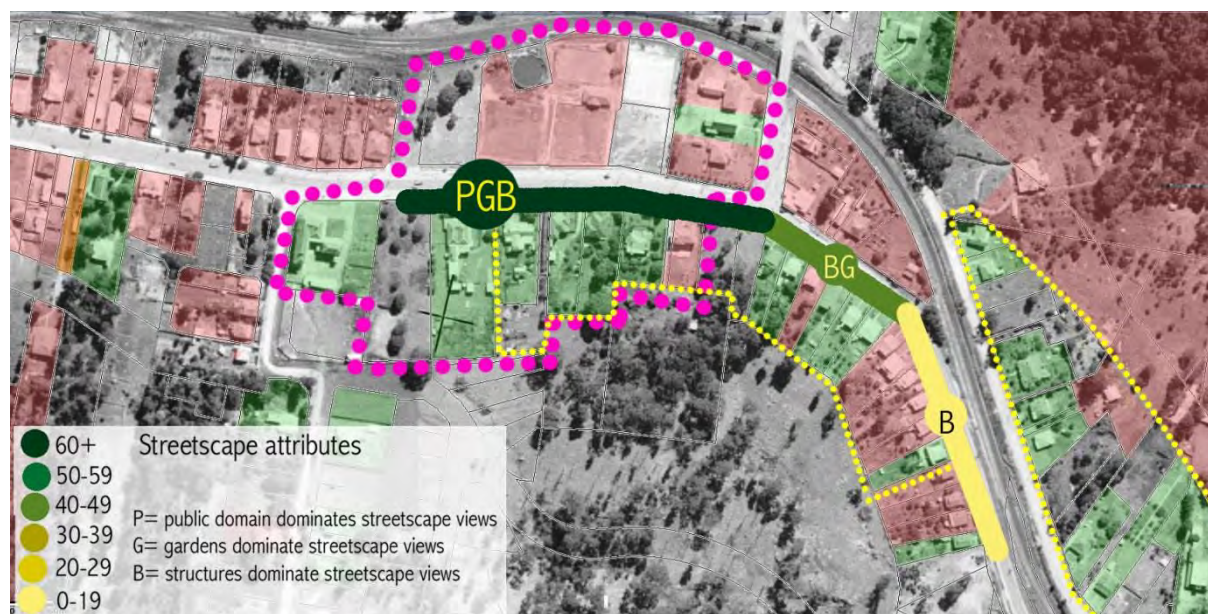 PGB
BG
B
60+
Streetscape attributes
50-59
40-49
30-39
20-29
0-19
P= public domain dominates streetscape views
G= gardens dominate streetscape views
B= structures dominate streetscape views